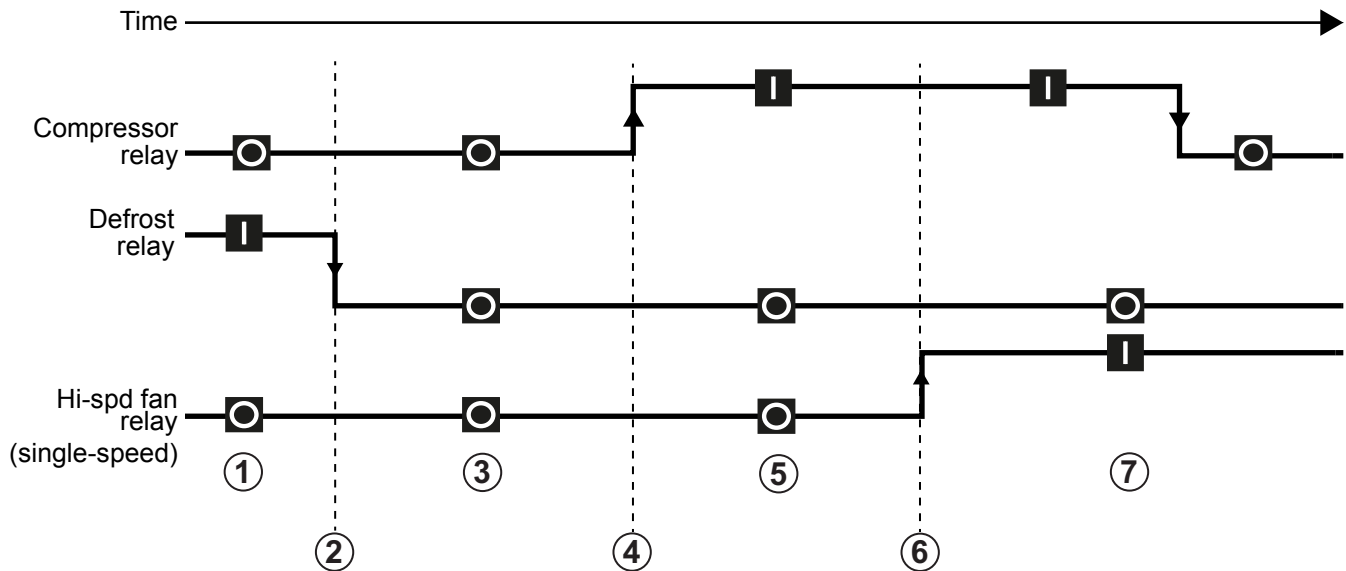 Time
Compressor
relay
Defrost
relay
Hi-spd fan
relay
(single-speed)
1
3
5
7
2
4
6